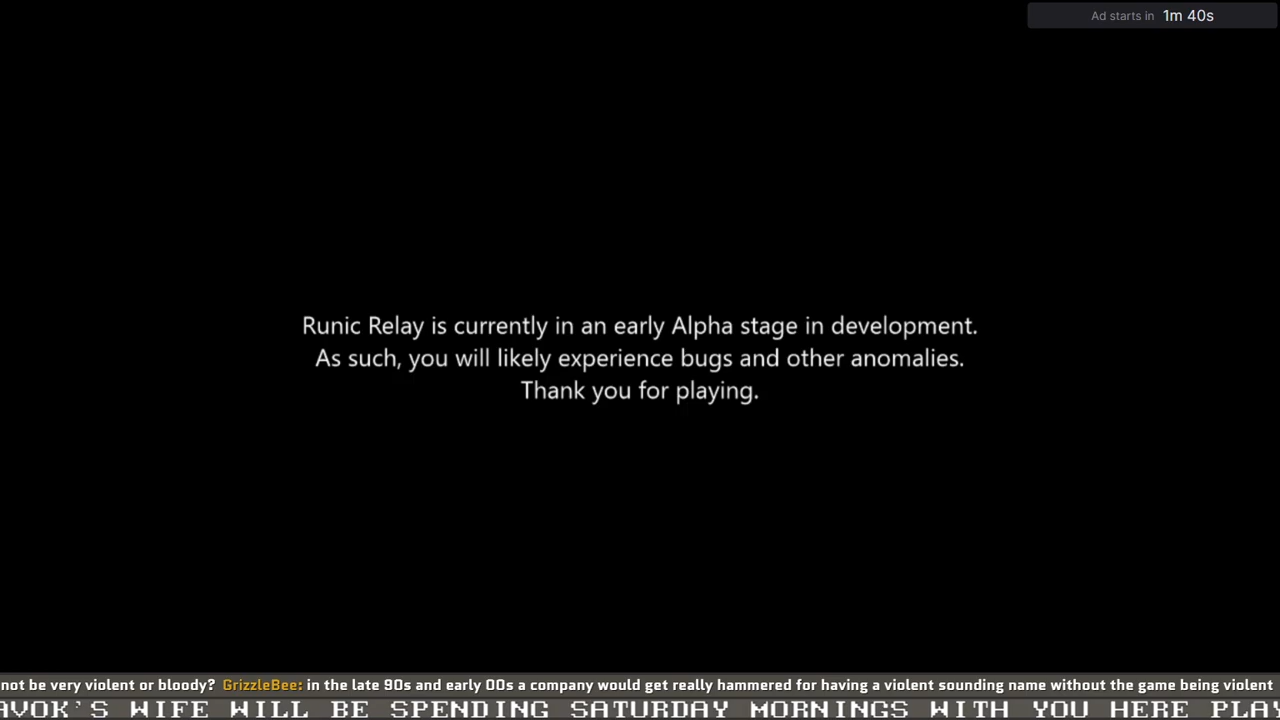 Ad starts in 1m 40s
Runic Relay is currently in an early Alpha stage in development.
As such, you will likely experience bugs and other anomalies.
Thank you for playing.
not be very violent or bloody? GrizzleBee: in the late 90s and early 00s a company would get really hammered for having a violent sounding name without the game being violent
AVOK'S WIFE WILL BE SPENDING SATURDAY MORNINGS WITH YOU HERE PLAY